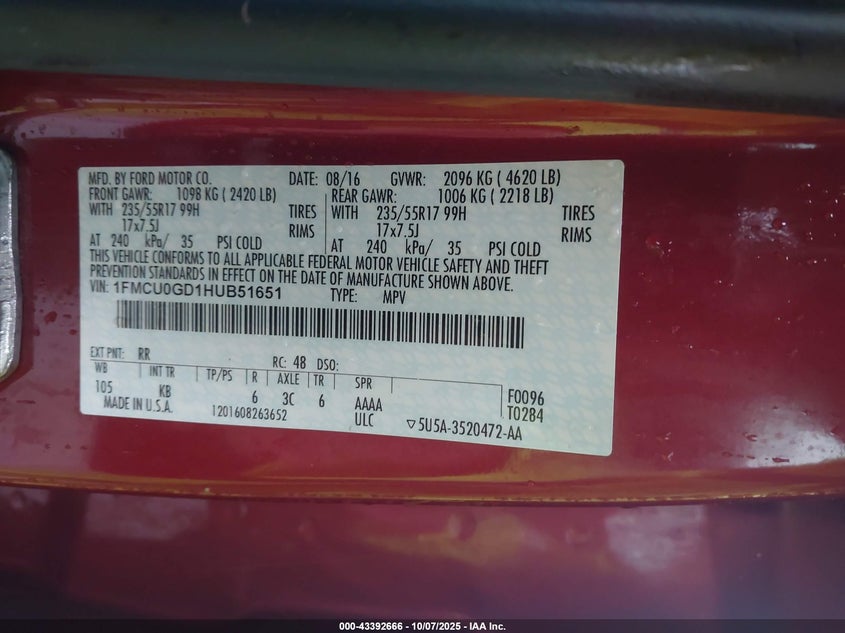 MFD. BY FORD MOTOR CO. DATE: 08/16 GVWR: 2096 KG ( 4620 LB)
FRONT GAWR: 1098 KG ( 2420 LB) REAR GAWR: 1006 KG ( 2218 LB)
WITH 235/55R17 99H TIRES WITH 235/55R17 99H TIRES
17x7.5J RIMS 17x7.5J RIMS
AT 240 kPa/ 35 PSI COLD AT 240 kPa/ 35 PSI COLD
THIS VEHICLE CONFORMS TO ALL APPLICABLE FEDERAL MOTOR VEHICLE SAFETY AND THEFT
PREVENTION STANDARDS IN EFFECT ON THE DATE OF MANUFACTURE SHOWN ABOVE.
VIN: 1FMCU0GD1HUB51651 TYPE: MPV
EXT PNT: RR RC: 48 DSO:
WB INT TR TP/PS R AXLE TR SPR
105 KB 6 3C 6 AAAA F0096
MADE IN U.S.A. 1201608263652 ULC T0284
▽5U5A-3520472-AA
000-43392666 - 10/07/2025 - IAA Inc.